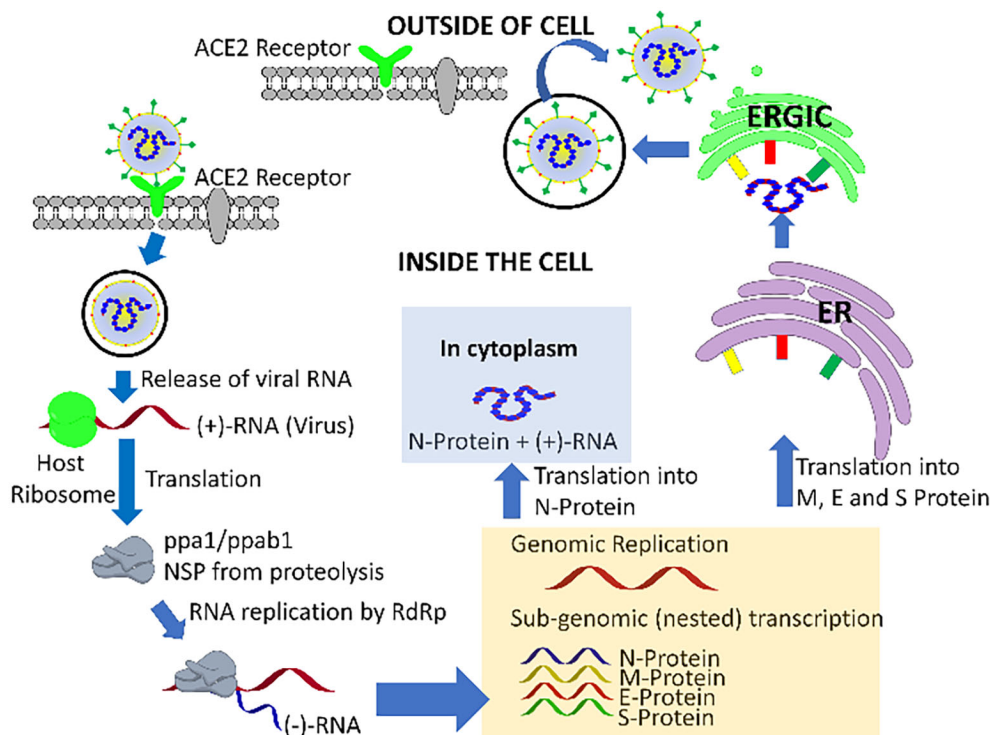 OUTSIDE OF CELL
ACE2 Receptor
ERGIC
ACE2 Receptor
INSIDE THE CELL
ER
In cytoplasm
N-Protein + (+)-RNA
Release of viral RNA
(+)-RNA (Virus)
Host
Ribosome
Translation
Translation into
N-Protein
Translation into
M, E and S Protein
ppa1/ppab1
NSP from proteolysis
RNA replication by RdRp
(-)-RNA
Genomic Replication
Sub-genomic (nested) transcription
N-Protein
M-Protein
E-Protein
S-Protein